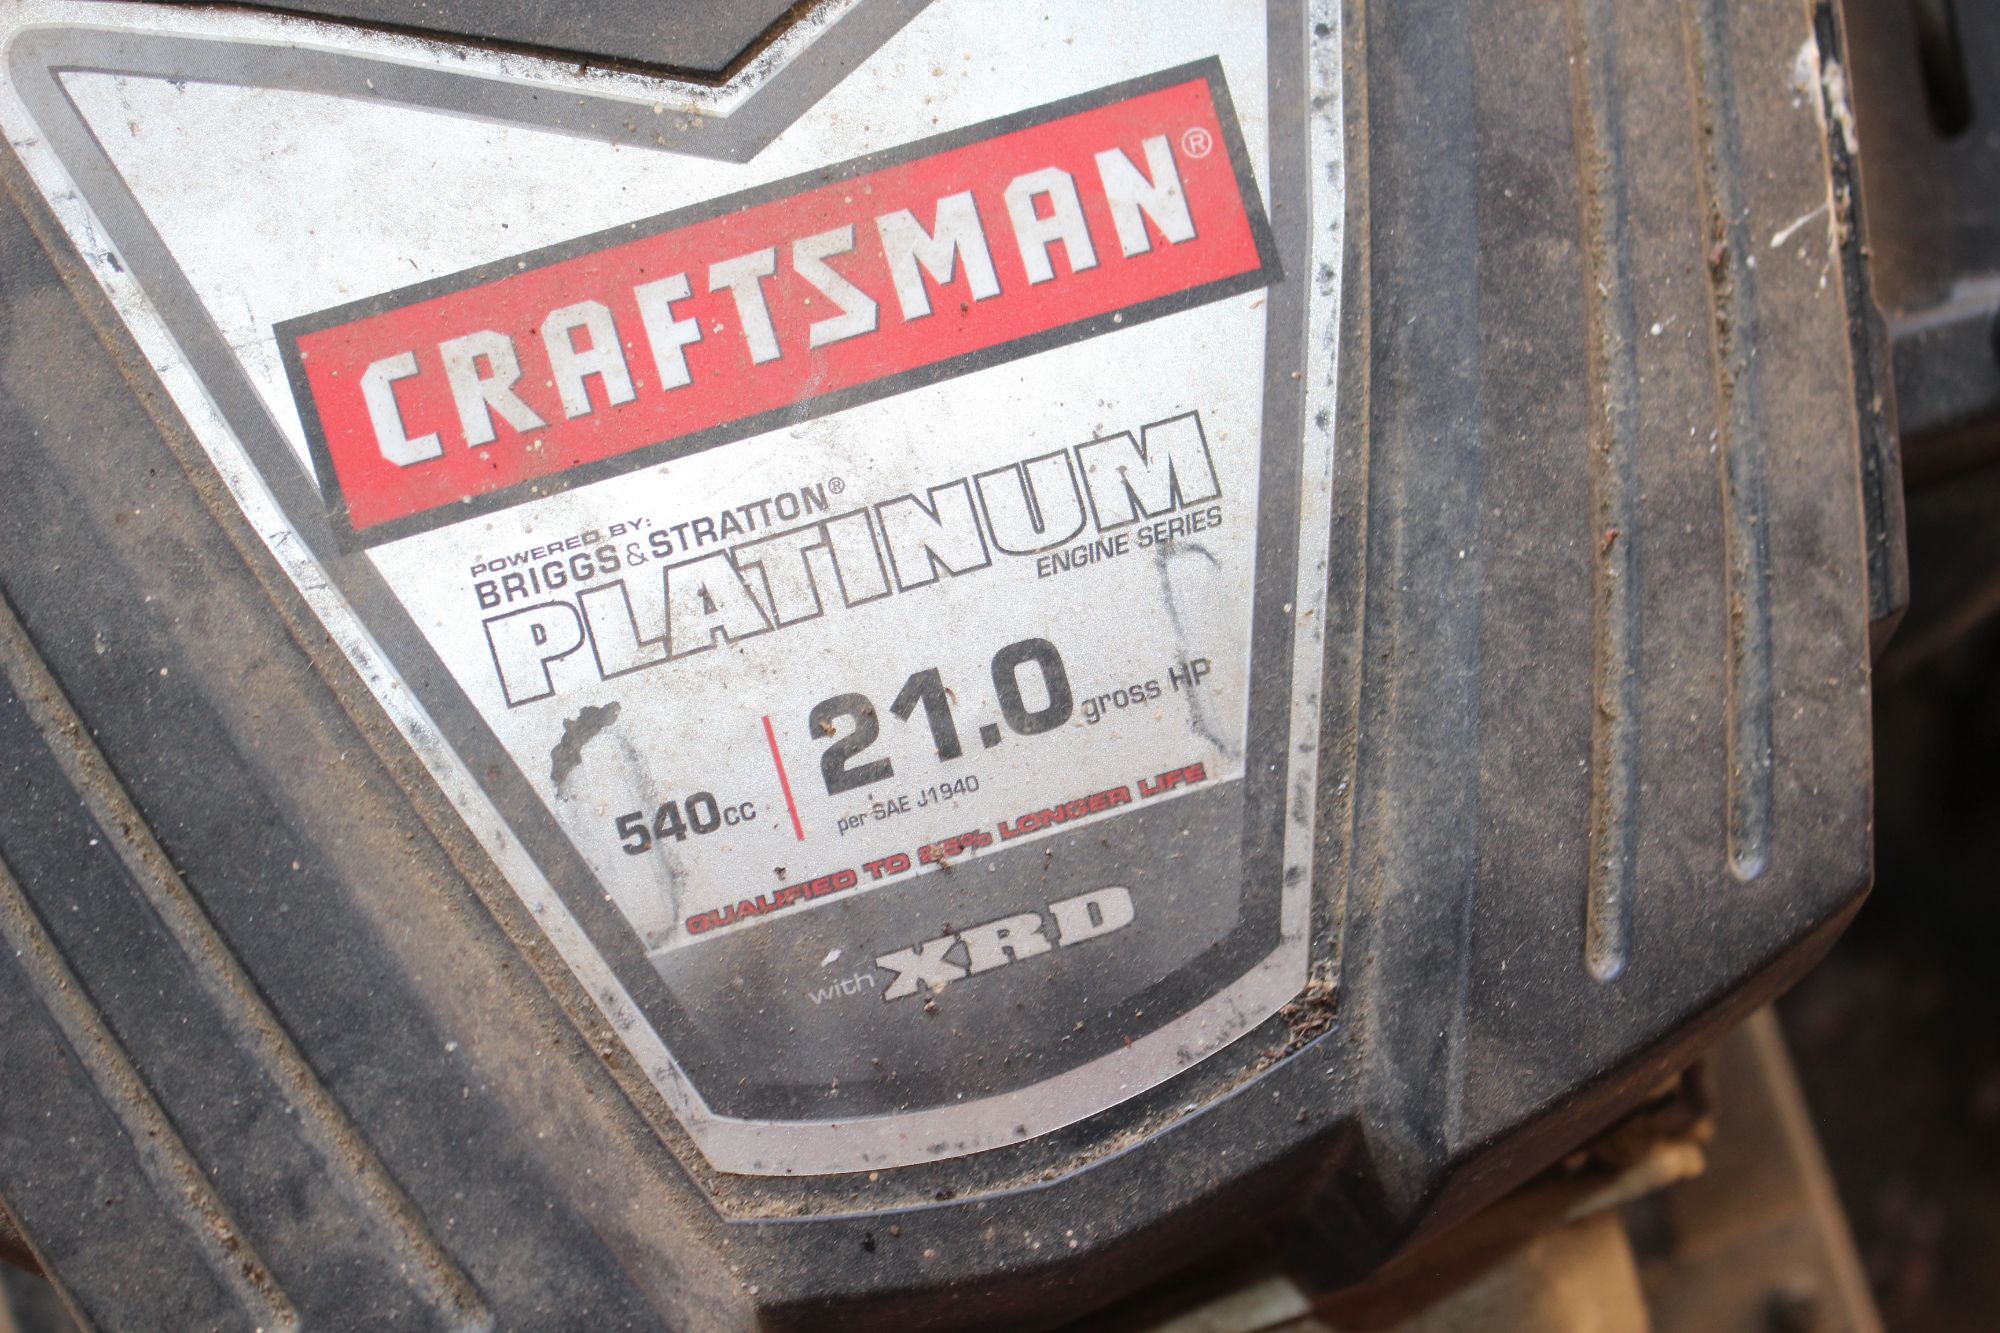 CRAFTSMAN®
POWERED BY:
BRIGGS & STRATTON®
PLATINUM
ENGINE SERIES
540cc
21.0 gross HP
per SAE J1940
QUALIFIED TO LONGER LIFE
with XRD